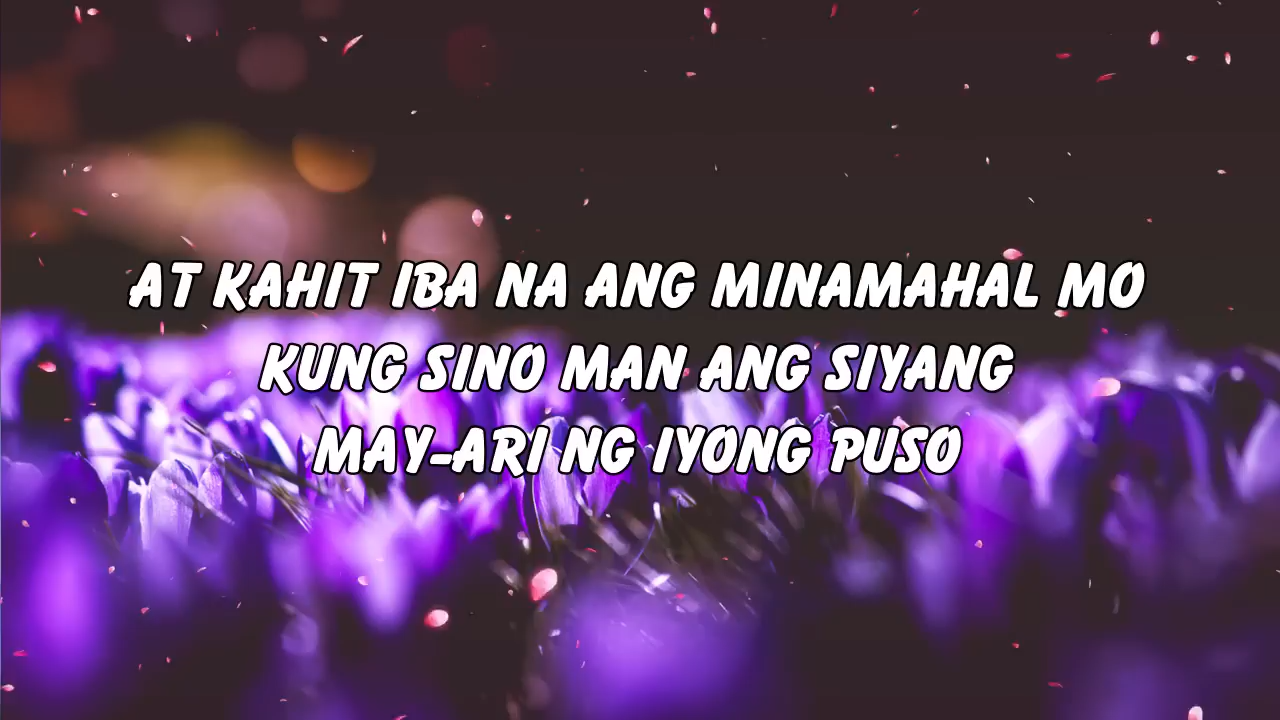 AT KAHIT IBA NA ANG MINAMAHAL MO
KUNG SINO MAN ANG SIYANG
MAY-ARI NG IYONG PUSO